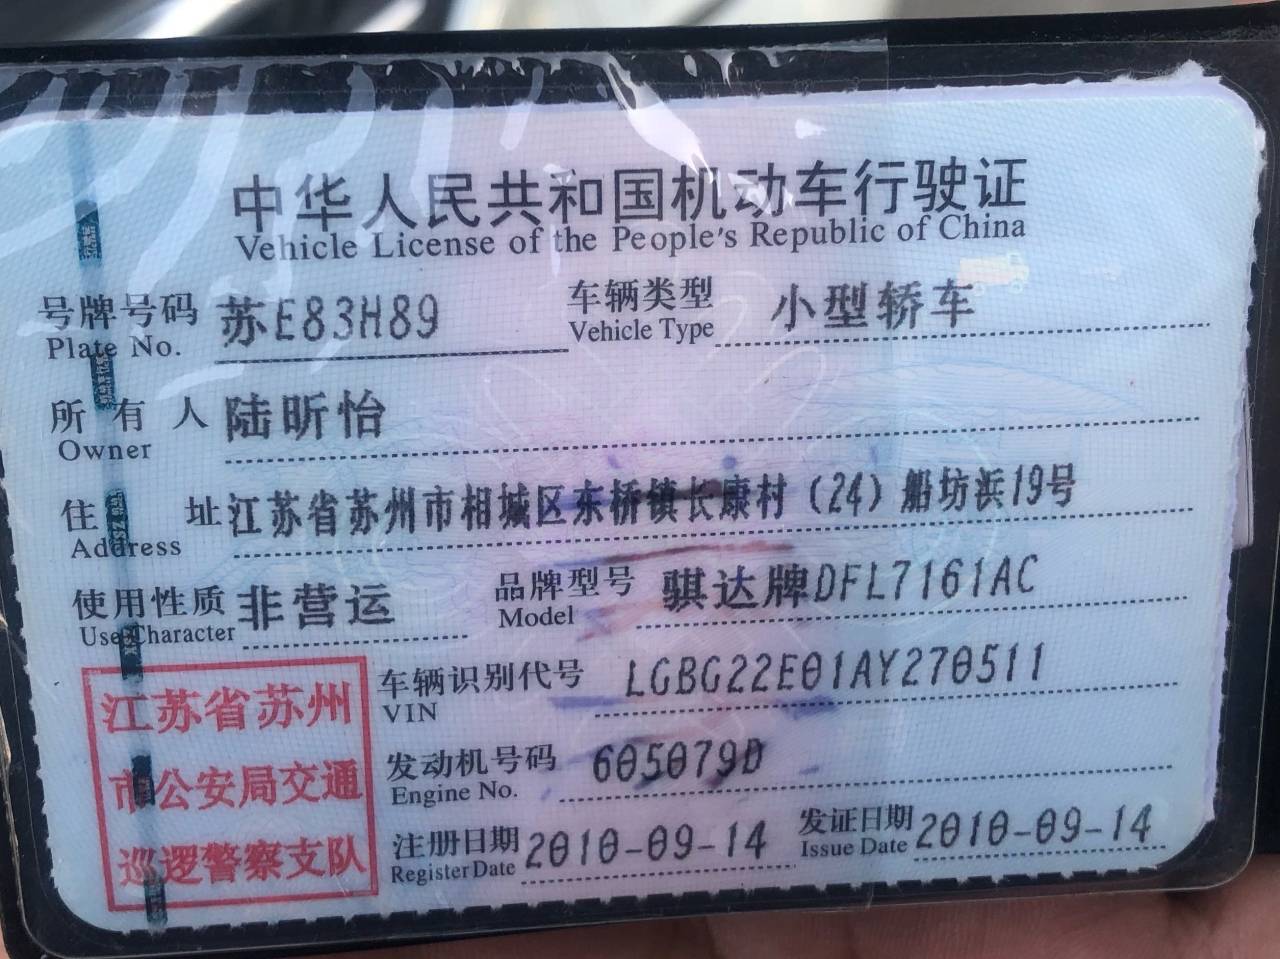 中华人民共和国机动车行驶证
Vehicle License of the People's Republic of China
号牌号码 苏E83H89 车辆类型 小型轿车
Plate No. Vehicle Type
所有人 陆昕怡
Owner
住址 江苏省苏州市相城区东桥镇长康村（24）船坊浜19号
Address
使用性质 非营运 品牌型号 骐达牌DFL7161AC
Use Character Model
车辆识别代号 LGBG22E01AY270511
VIN
发动机号码 605079D
Engine No.
注册日期 2010-09-14 发证日期 2010-09-14
Register Date Issue Date
江苏省苏州
市公安局交通
巡逻警察支队